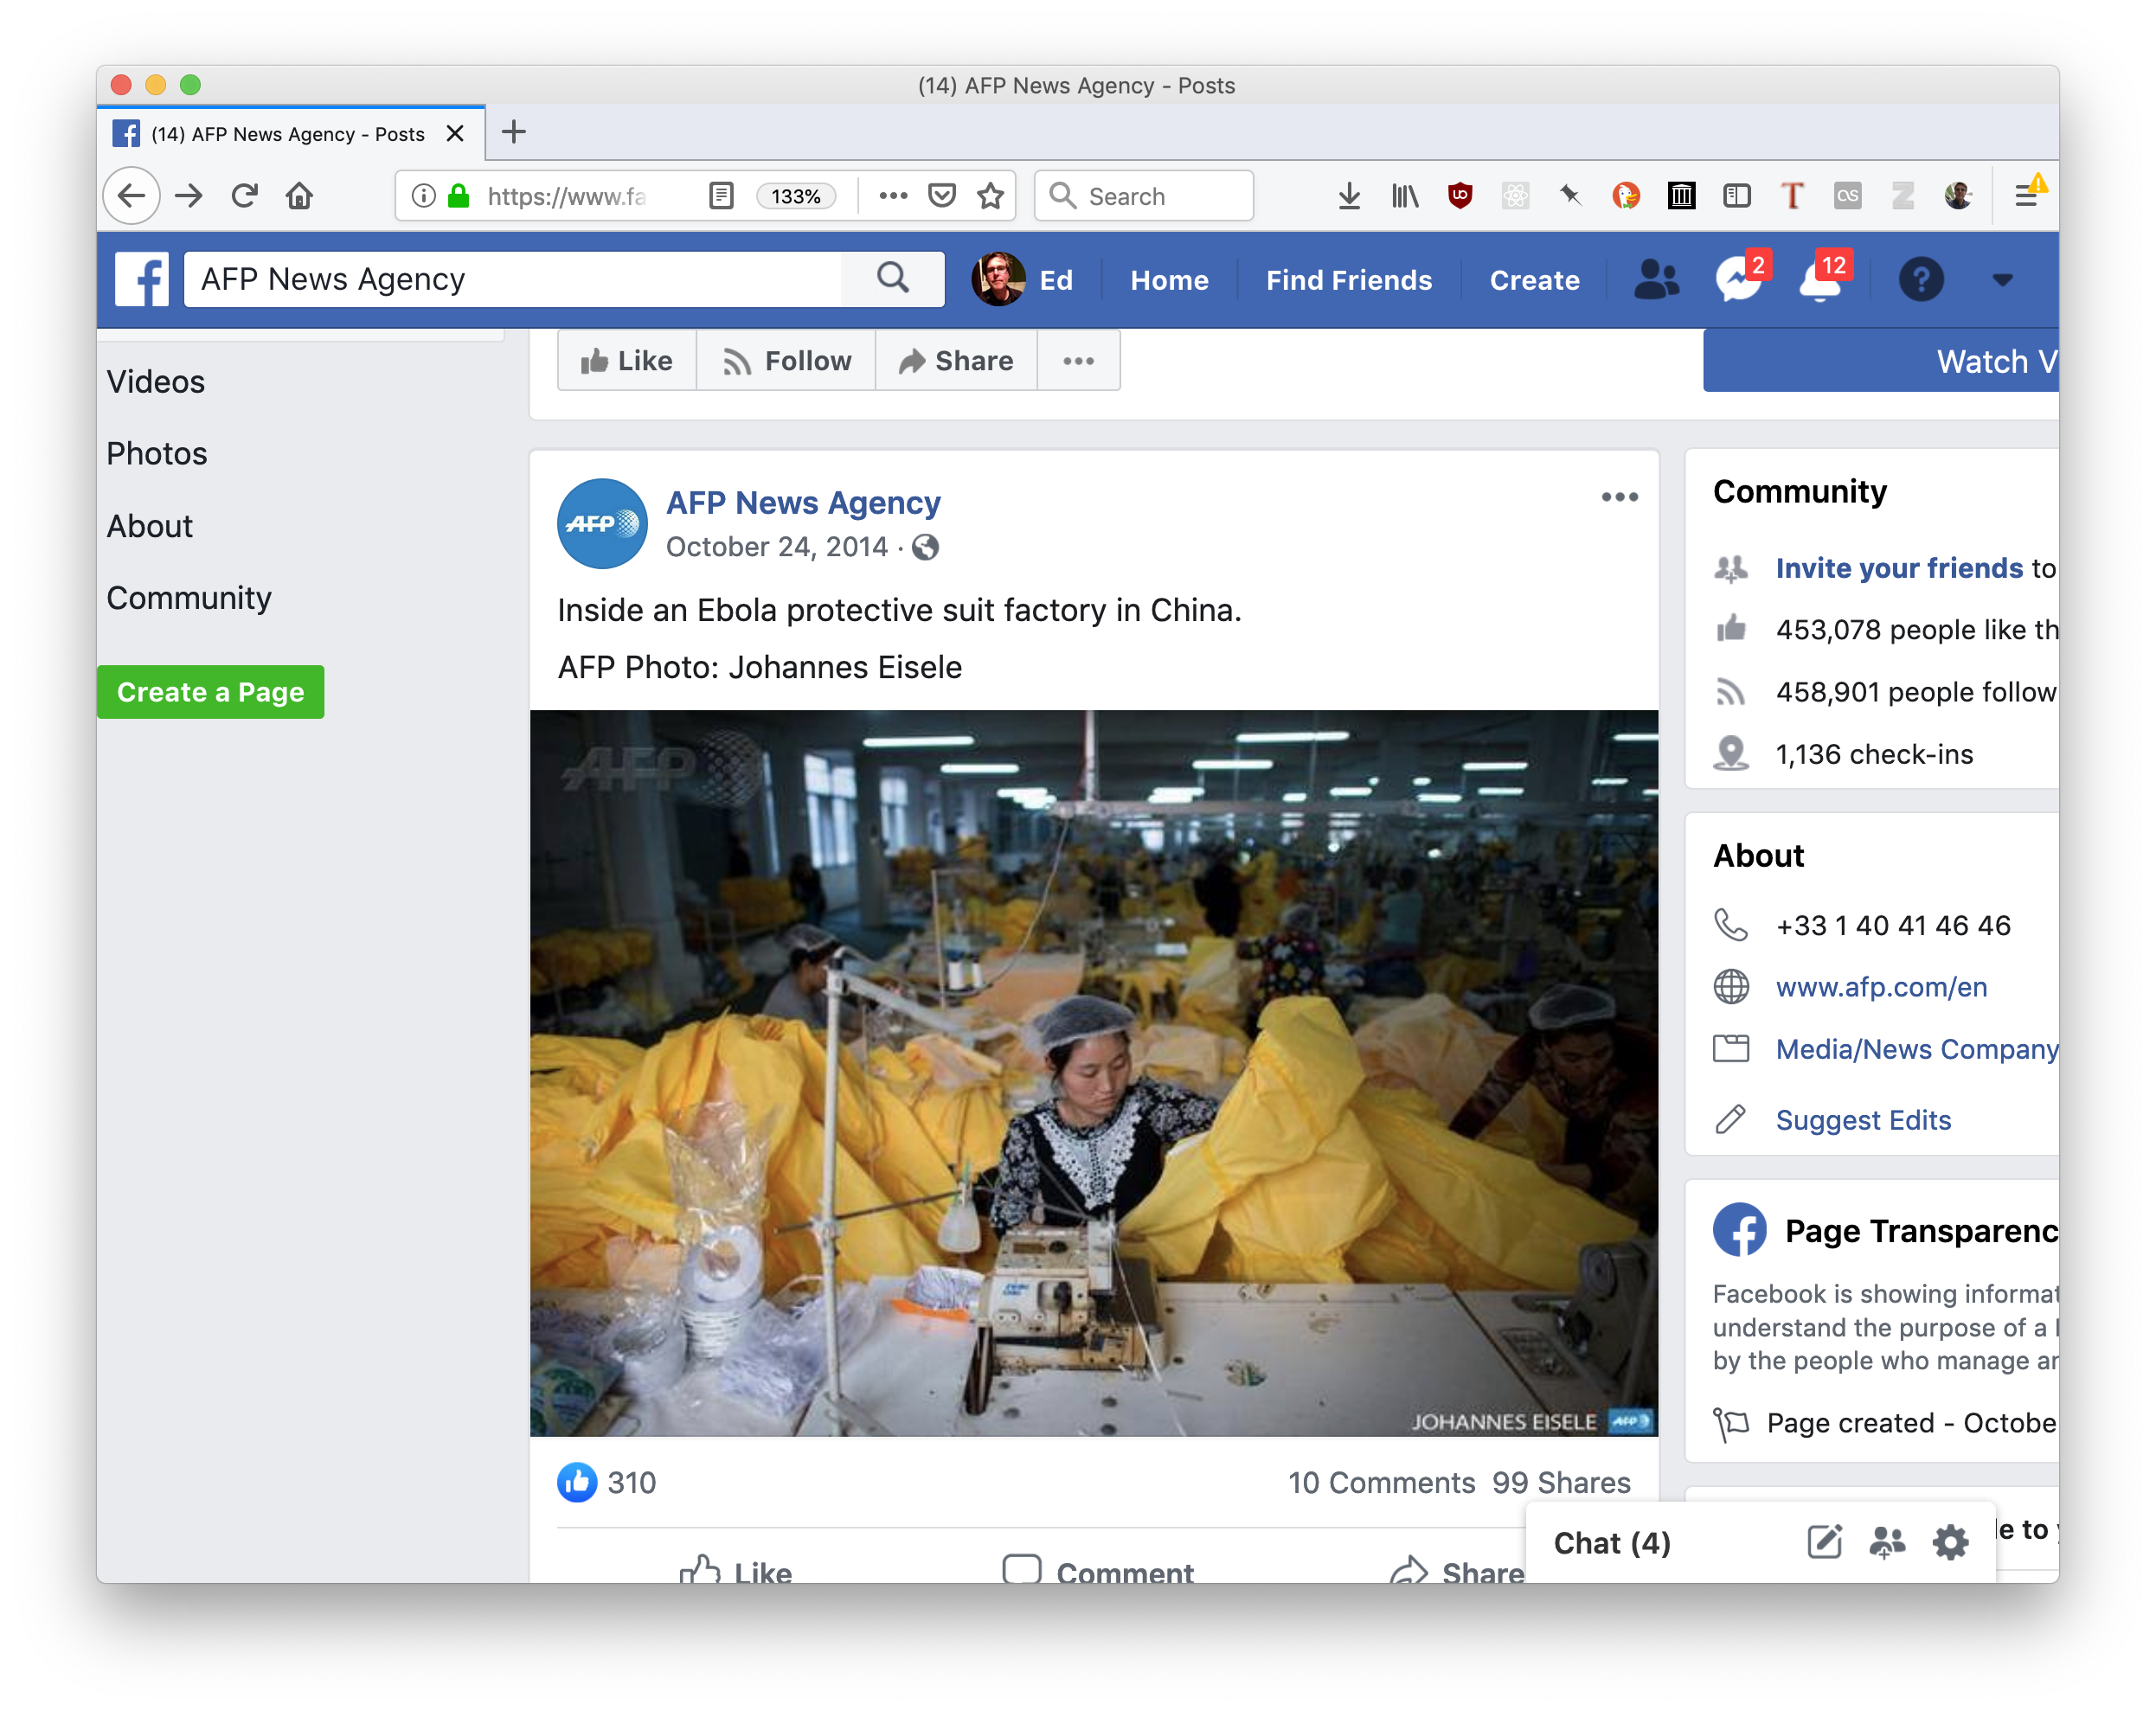 (14) AFP News Agency - Posts
(14) AFP News Agency - Posts
https://www.fa
133%
Search
AFP News Agency
Ed
Home
Find Friends
Create
2
12
Like
Follow
Share
Watch V
Videos
Photos
About
Community
Create a Page
AFP
AFP News Agency
October 24, 2014 ·
Inside an Ebola protective suit factory in China.
AFP Photo: Johannes Eisele
AFP
JOHANNES EISELE AFP
310
10 Comments 99 Shares
Like
Comment
Share
Community
Invite your friends to
453,078 people like th
458,901 people follow
1,136 check-ins
About
+33 1 40 41 46 46
www.afp.com/en
Media/News Company
Suggest Edits
Page Transparenc
Facebook is showing informat
understand the purpose of a
by the people who manage an
Page created - Octobe
le to y
Chat (4)